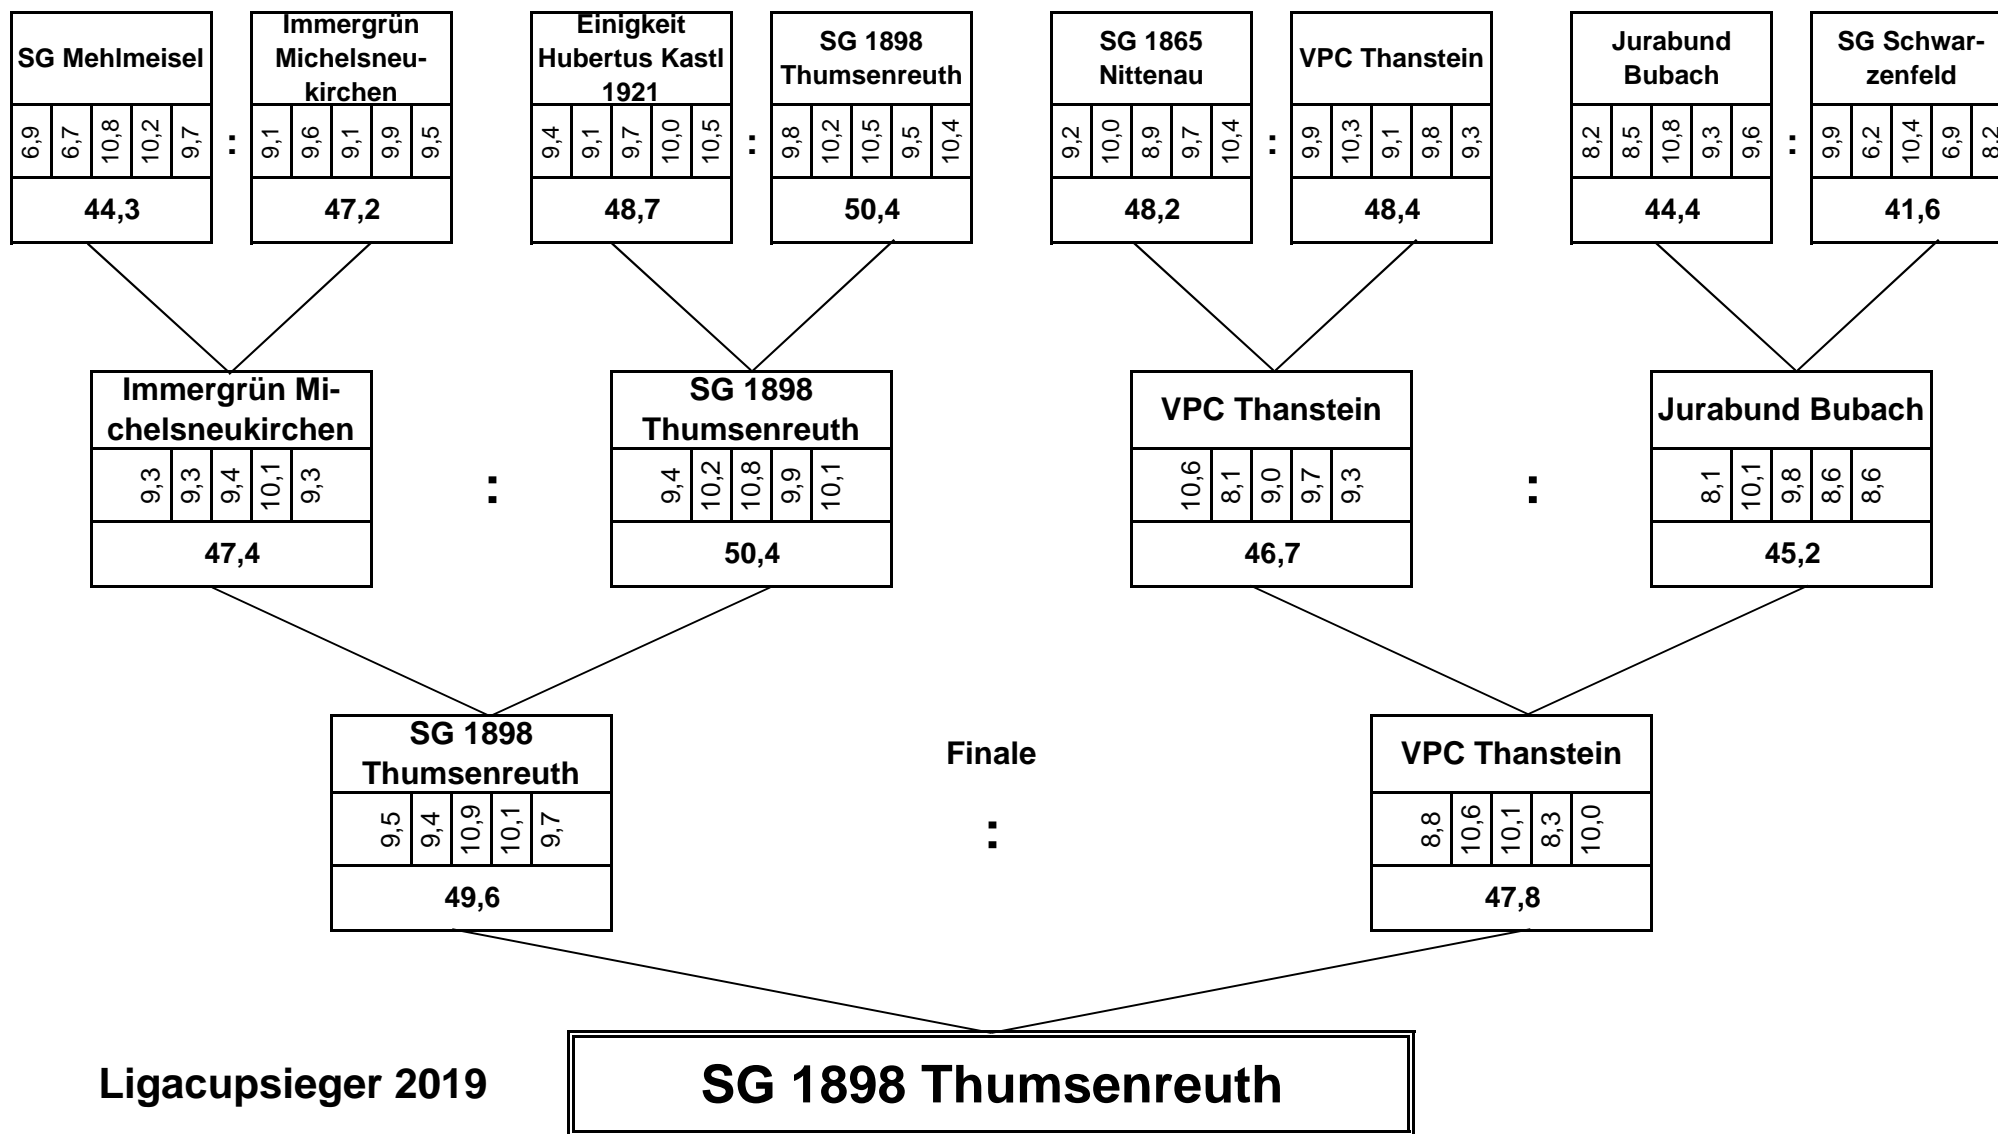 SG Mehlmeisel
Immergrün
Michelsneu-
kirchen
Einigkeit
Hubertus Kastl
1921
SG 1898
Thumsenreuth
SG 1865
Nittenau
VPC Thanstein
Jurabund
Bubach
SG Schwar-
zenfeld
6,9 6,7 10,8 10,2 9,7 : 9,1 9,6 9,1 9,9 9,5
9,4 9,1 9,7 10,0 10,5 : 9,8 10,2 10,5 9,5 10,4
9,2 10,0 8,9 9,7 10,4 : 9,9 10,3 9,1 9,8 9,3
8,2 8,5 10,8 9,3 9,6 : 9,9 6,2 10,4 6,9 8,2
44,3 47,2 48,7 50,4 48,2 48,4 44,4 41,6
Immergrün Mi-
chelsneukirchen
SG 1898
Thumsenreuth
VPC Thanstein
Jurabund Bubach
9,3 9,3 9,4 10,1 9,3 : 9,4 10,2 10,8 9,9 10,1
10,6 8,1 9,0 9,7 9,3 : 8,1 10,1 9,8 8,6 8,6
47,4 50,4 46,7 45,2
SG 1898
Thumsenreuth
Finale
VPC Thanstein
9,5 9,4 10,9 10,1 9,7 : 8,8 10,6 10,1 8,3 10,0
49,6 47,8
Ligacupsieger 2019
SG 1898 Thumsenreuth